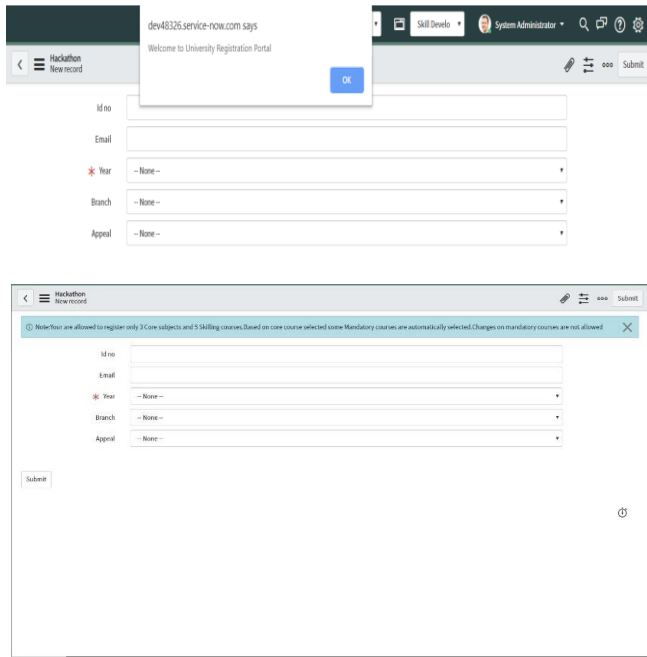 dev48326.service-now.com says
Welcome to University Registration Portal
OK
Skill Develo
System Administrator
Hackathon
New record
Submit
Id no
Email
Year
-- None --
Branch
-- None --
Appeal
-- None --
Hackathon
New record
Submit
Note:Your are allowed to register only 3 Core subjects and 5 Skilling courses.Based on core course selected some Mandatory courses are automatically selected.Changes on mandatory courses are not allowed
Id no
Email
Year
-- None --
Branch
-- None --
Appeal
-- None --
Submit